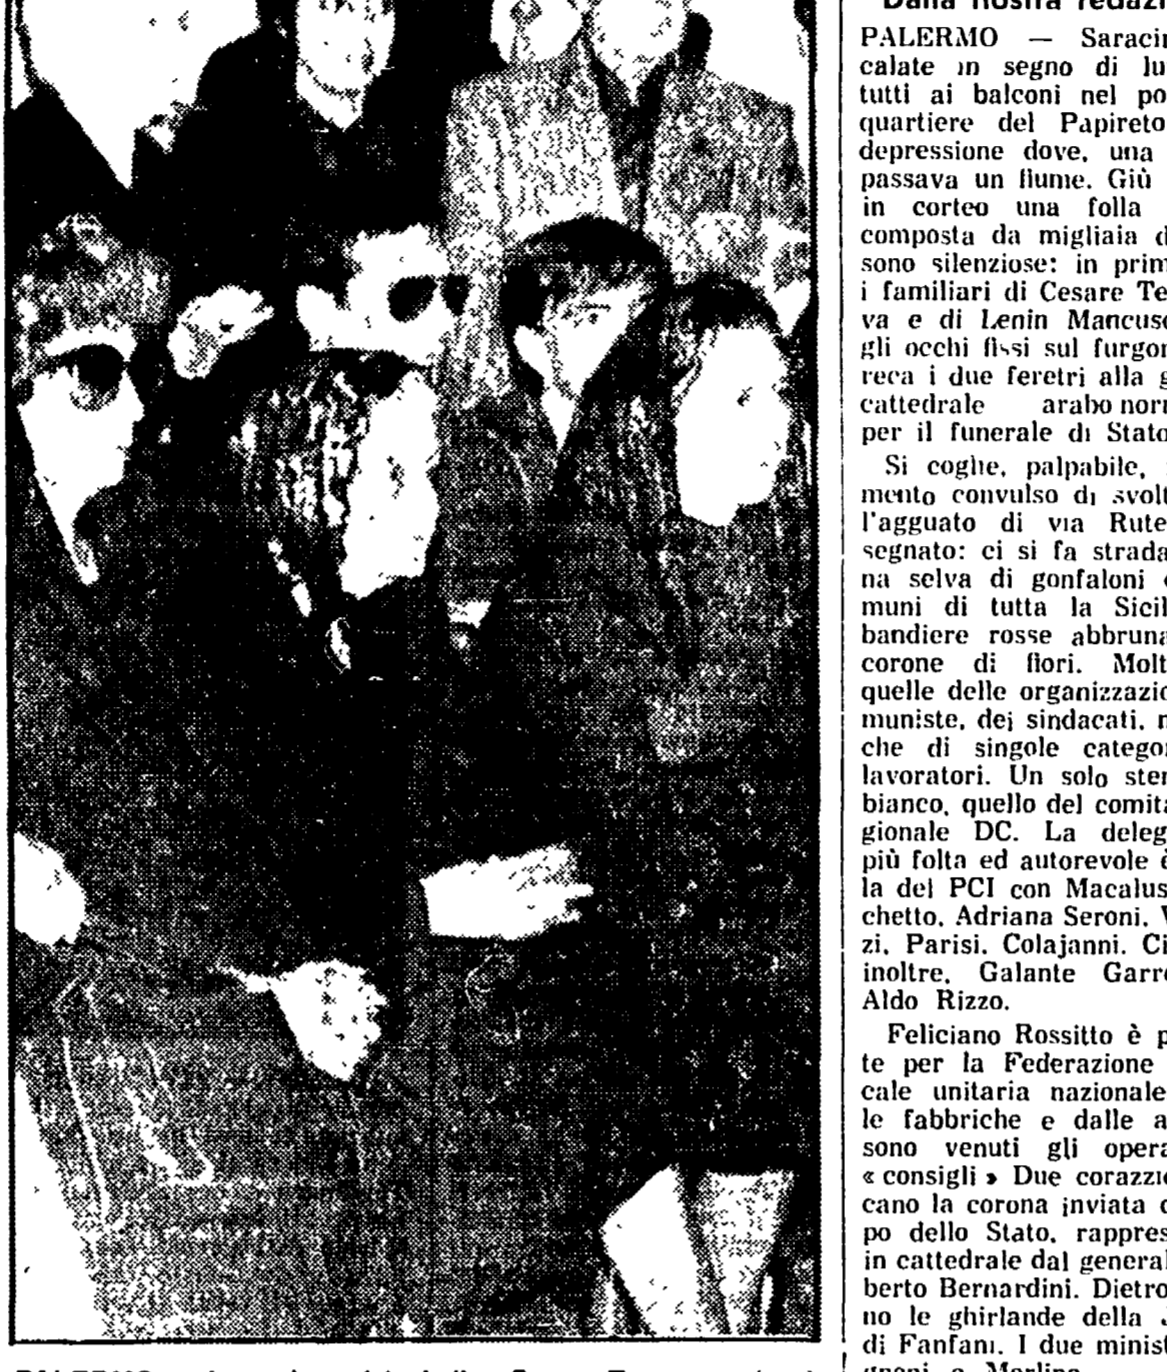 PALERMO — Saracin
calate in segno di lu
tutti ai balconi nel po
quartiere del Papireto
depressione dove, una
passava un fiume. Giù
in corteo una folla
composta da migliaia d
sono silenziose: in prim
i familiari di Cesare Te
va e di Lenin Mancuso
gli occhi fissi sul furgon
reca i due feretri alla g
cattedrale arabo norm
per il funerale di Stato
Si coglie, palpabile,
mento convulso di svolt
l'agguato di via Rute
segnato: ci si fa strada
na selva di gonfaloni
muni di tutta la Sicil
bandiere rosse abbruna
corone di fiori. Molt
quelle delle organizzazio
muniste, dei sindacati,
che di singole categor
lavoratori. Un solo stem
bianco, quello del comita
gionale DC. La deleg
più folta ed autorevole è
la del PCI con Macalus
chetto, Adriana Seroni, V
zi, Parisi, Colajanni. Ci
inoltre, Galante Garro
Aldo Rizzo.
Feliciano Rossitto è p
te per la Federazione
cale unitaria nazionale
le fabbriche e dalle a
sono venuti gli opera
« consigli » Due corazzie
cano la corona inviata
po dello Stato, rappres
in cattedrale dal general
berto Bernardini. Dietro
no le ghirlande della
di Fanfani. I due minist